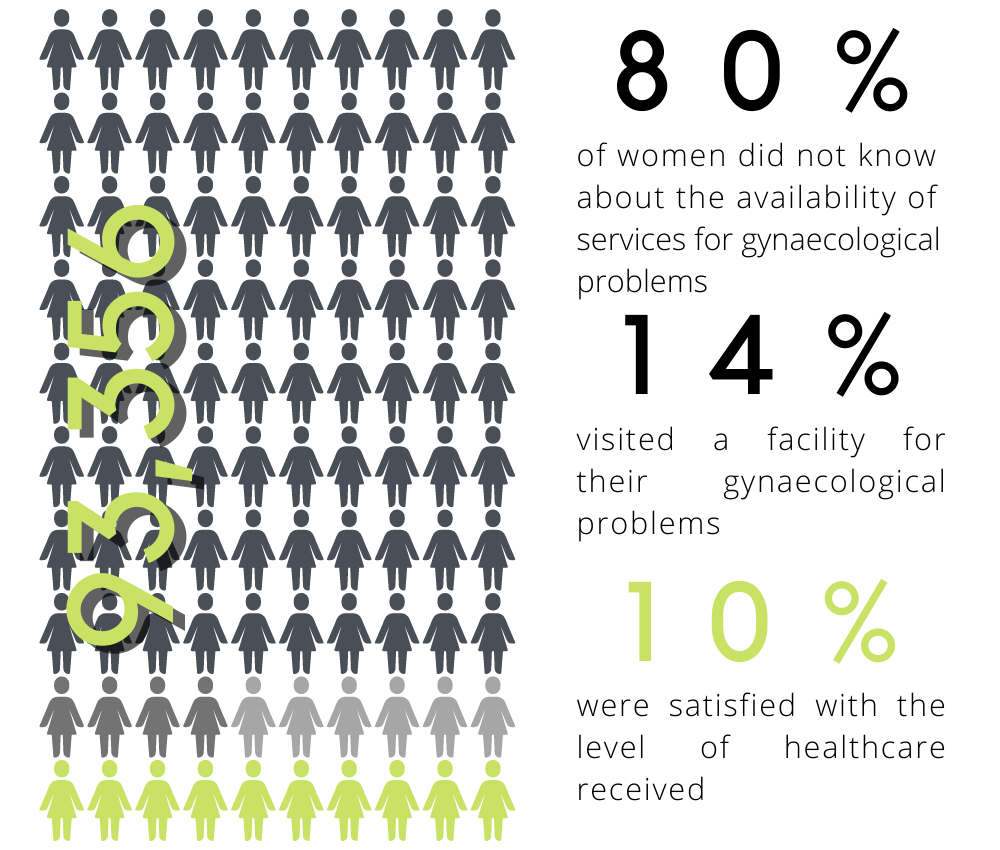 93,356
80%
of women did not know
about the availability of
services for gynaecological
problems
14%
visited a facility for
their gynaecological
problems
10%
were satisfied with the
level of healthcare
received